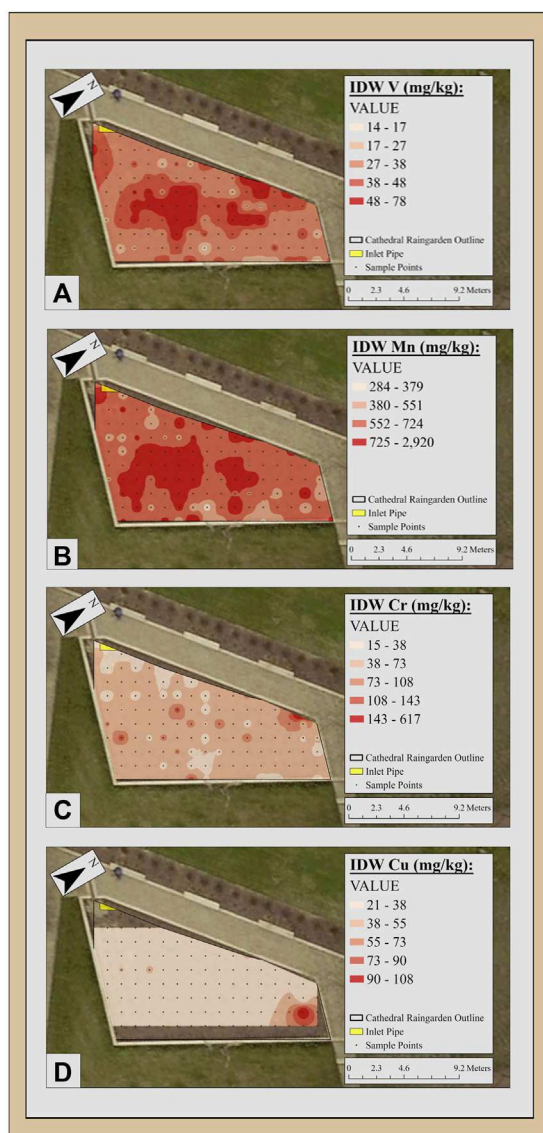 N
IDW V (mg/kg):
VALUE
14 - 17
17 - 27
27 - 38
38 - 48
48 - 78
Cathedral Raingarden Outline
Inlet Pipe
Sample Points
0 2.3 4.6 9.2 Meters
A
N
IDW Mn (mg/kg):
VALUE
284 - 379
380 - 551
552 - 724
725 - 2,920
Cathedral Raingarden Outline
Inlet Pipe
Sample Points
0 2.3 4.6 9.2 Meters
B
N
IDW Cr (mg/kg):
VALUE
15 - 38
38 - 73
73 - 108
108 - 143
143 - 617
Cathedral Raingarden Outline
Inlet Pipe
Sample Points
0 2.3 4.6 9.2 Meters
C
N
IDW Cu (mg/kg):
VALUE
21 - 38
38 - 55
55 - 73
73 - 90
90 - 108
Cathedral Raingarden Outline
Inlet Pipe
Sample Points
0 2.3 4.6 9.2 Meters
D